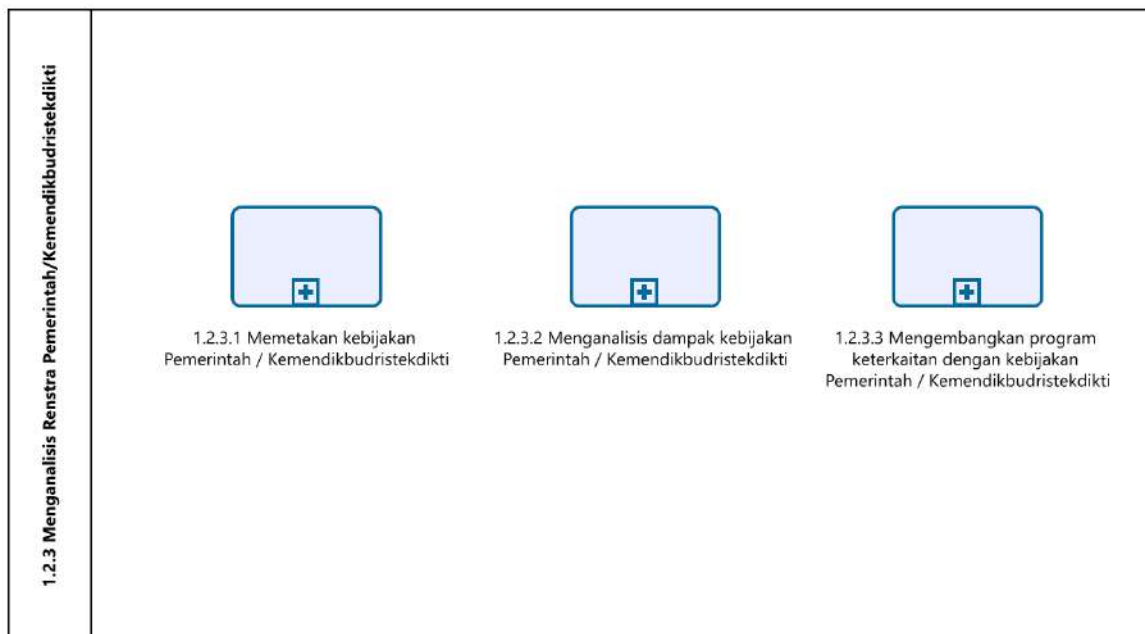 1.2.3 Menganalisis Renstra Pemerintah/Kemendikbudristekdikti
1.2.3.1 Memetakan kebijakan
Pemerintah / Kemendikbudristekdikti
1.2.3.2 Menganalisis dampak kebijakan
Pemerintah / Kemendikbudristekdikti
1.2.3.3 Mengembangkan program
keterkaitan dengan kebijakan
Pemerintah / Kemendikbudristekdikti